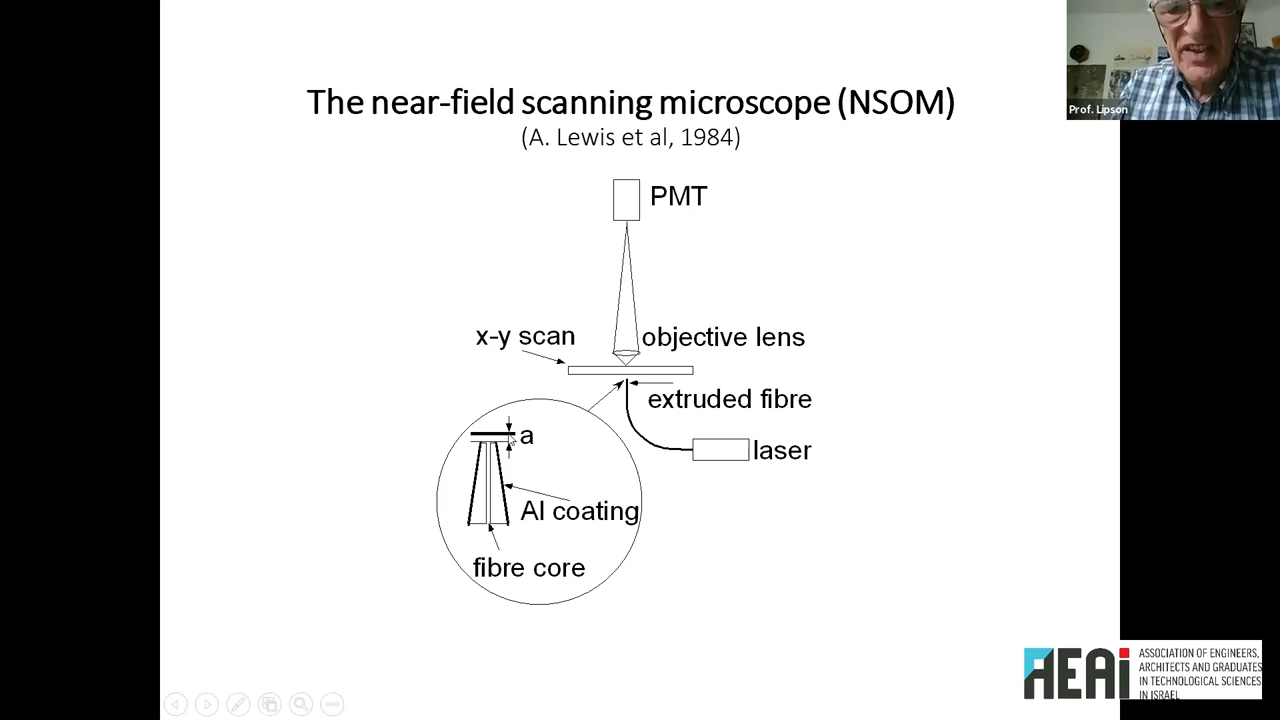 Prof. Lipson
The near-field scanning microscope (NSOM)
(A. Lewis et al, 1984)
PMT
x-y scan
objective lens
extruded fibre
a
laser
Al coating
fibre core
AEAi
ASSOCIATION OF ENGINEERS,
ARCHITECTS AND GRADUATES
IN TECHNOLOGICAL SCIENCES
IN ISRAEL